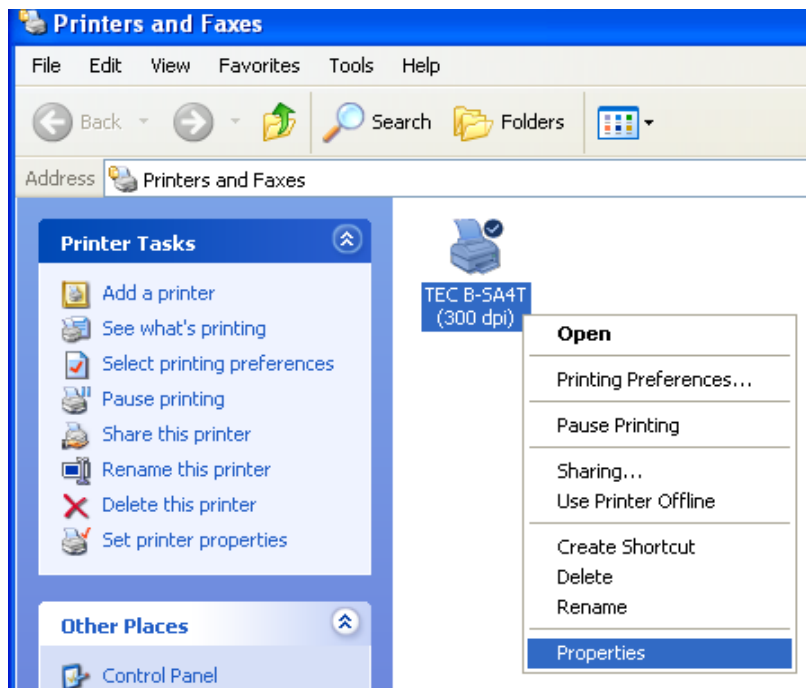 Printers and Faxes
File Edit View Favorites Tools Help
Back Search Folders
Address Printers and Faxes
Printer Tasks
Add a printer
See what's printing
Select printing preferences
Pause printing
Share this printer
Rename this printer
Delete this printer
Set printer properties
Other Places
Control Panel
TEC B-SA4T
(300 dpi)
Open
Printing Preferences...
Pause Printing
Sharing...
Use Printer Offline
Create Shortcut
Delete
Rename
Properties